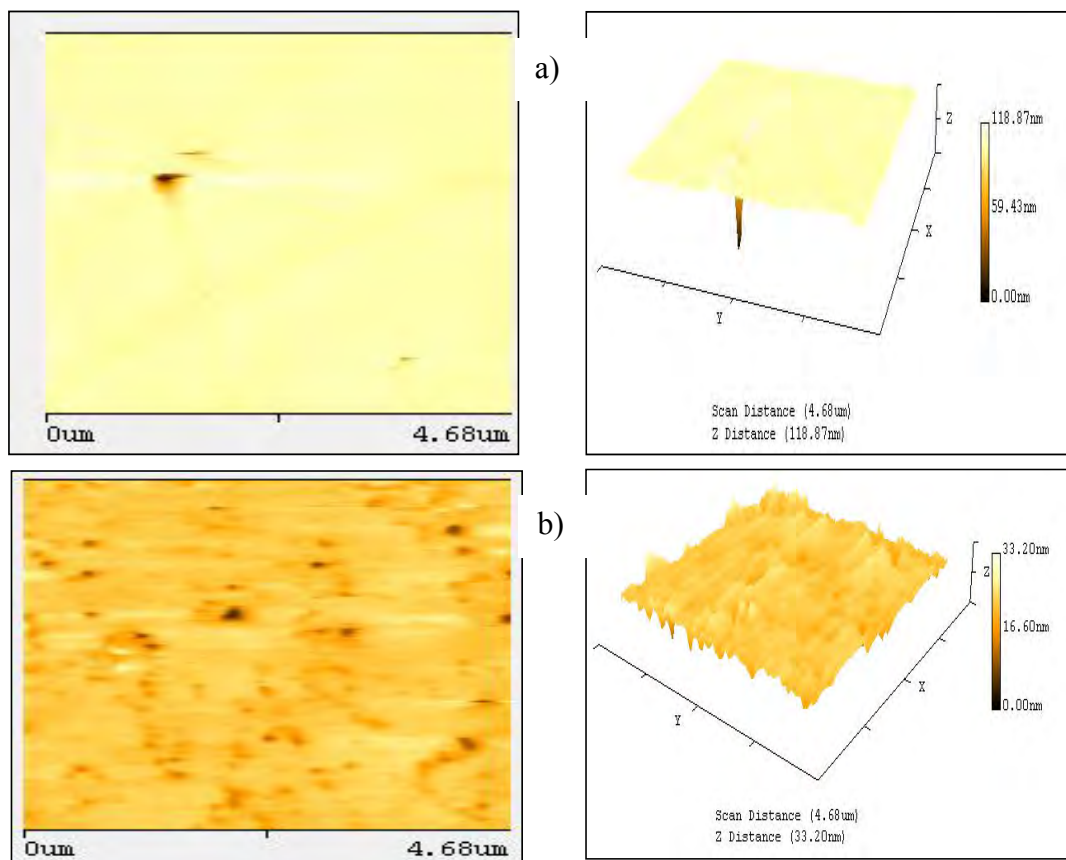 a)
0um 4.68um
Z
118.87nm
59.43nm
X
0.00nm
Y
Scan Distance (4.68um)
Z Distance (118.87nm)
b)
0um 4.68um
33.20nm
Z
16.60nm
X
0.00nm
Y
Scan Distance (4.68um)
Z Distance (33.20nm)